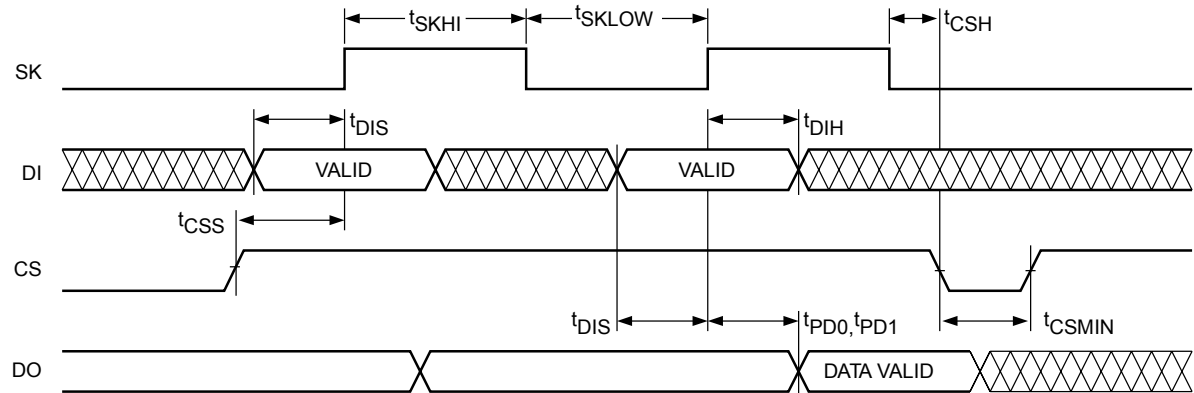 tSKHI tSKLOW tCSH
SK
tDIS tDIH
DI VALID VALID
tCSS
CS
tDIS tPD0,tPD1 tCSMIN
DO DATA VALID